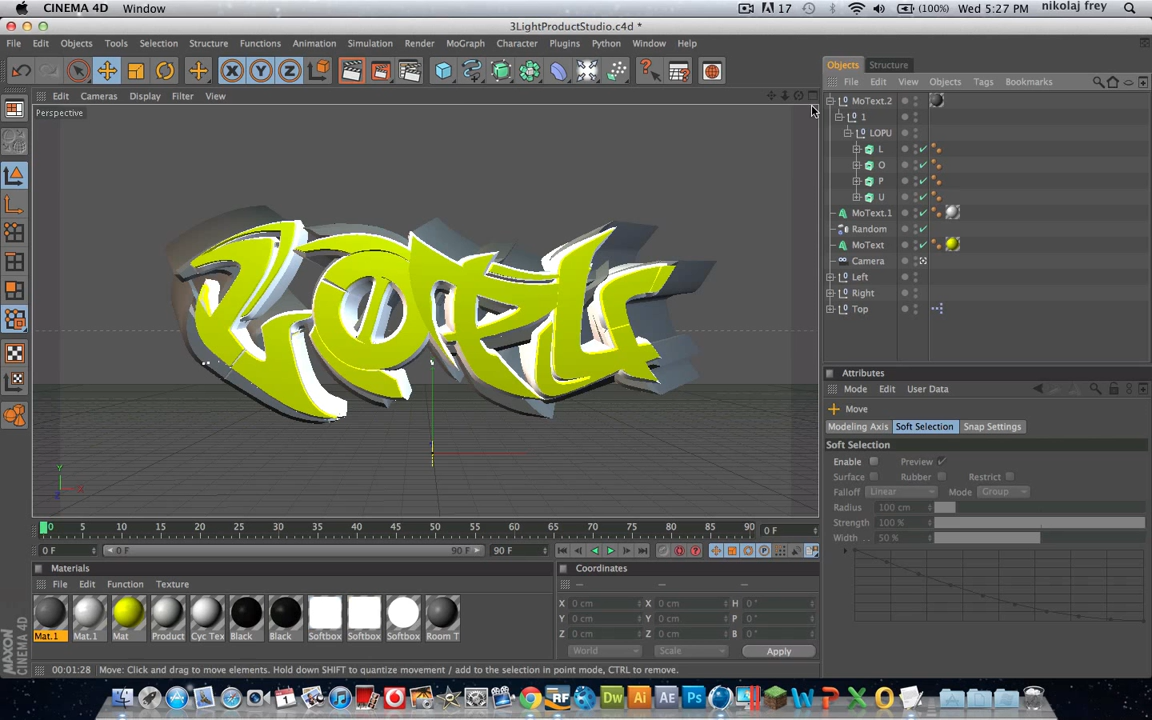 CINEMA 4D Window 17 (100%) Wed 5:27 PM nikolaj frey
3LightProductStudio.c4d *
File Edit Objects Tools Selection Structure Functions Animation Simulation Render MoGraph Character Plugins Python Window Help
X Y Z
Objects Structure
File Edit View Objects Tags Bookmarks
Edit Cameras Display Filter View
Perspective
MoText.2
1
LOPU
L
O
P
U
MoText.1
Random
MoText
Camera
Left
Right
Top
LOPU
Y
Attributes
Mode Edit User Data
Move
Modeling Axis Soft Selection Snap Settings
Soft Selection
Enable Preview
Surface Rubber Restrict
Falloff Linear Mode Group
Radius 100 cm
Strength 100 %
Width . . 50 %
0 5 10 15 20 25 30 35 40 45 50 55 60 65 70 75 80 85 90 0 F
0 F 0 F 90 F 90 F
Materials
File Edit Function Texture
Mat.1 Mat.1 Mat Product Cyc Tex Black Black Softbox Softbox Softbox Room T
Coordinates
X 0 cm X 0 cm H 0 °
Y 0 cm Y 0 cm P 0 °
Z 0 cm Z 0 cm B 0 °
World Scale Apply
MAXON CINEMA 4D
00:01:28 Move: Click and drag to move elements. Hold down SHIFT to quantize movement / add to the selection in point mode, CTRL to remove.
RF Dw Ai AE Ps W P X O